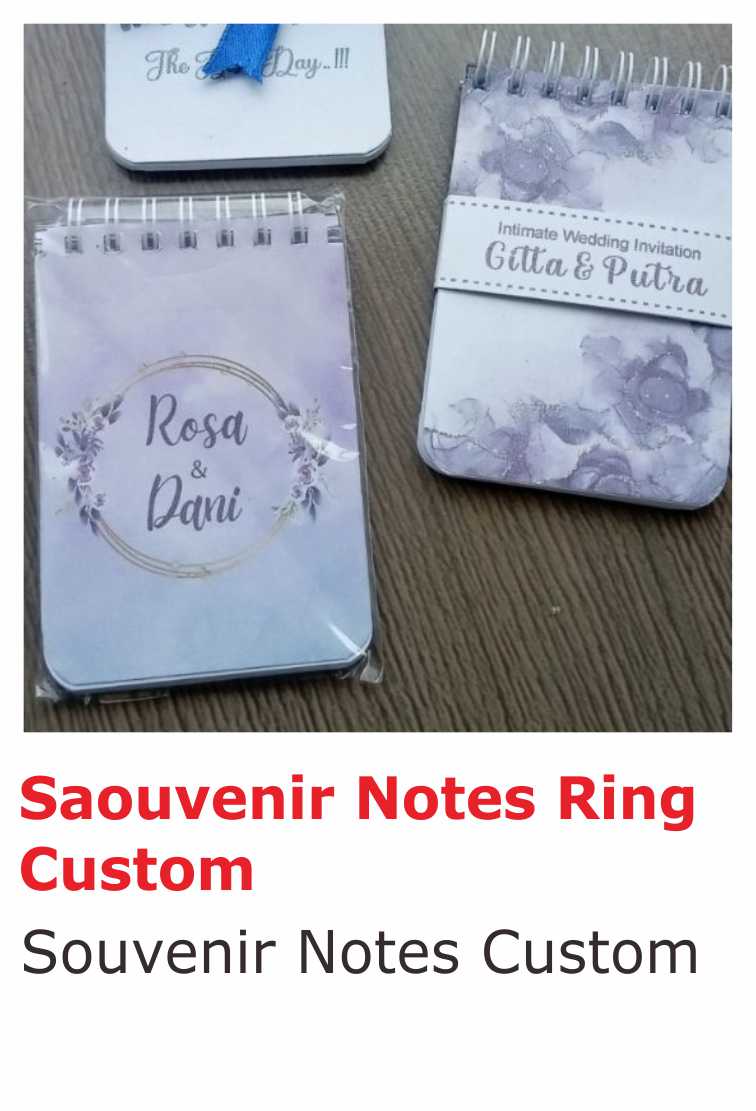 The Day..!!!
Intimate Wedding Invitation
Gitta & Putra
Rosa
&
Dani
Saouvenir Notes Ring
Custom
Souvenir Notes Custom